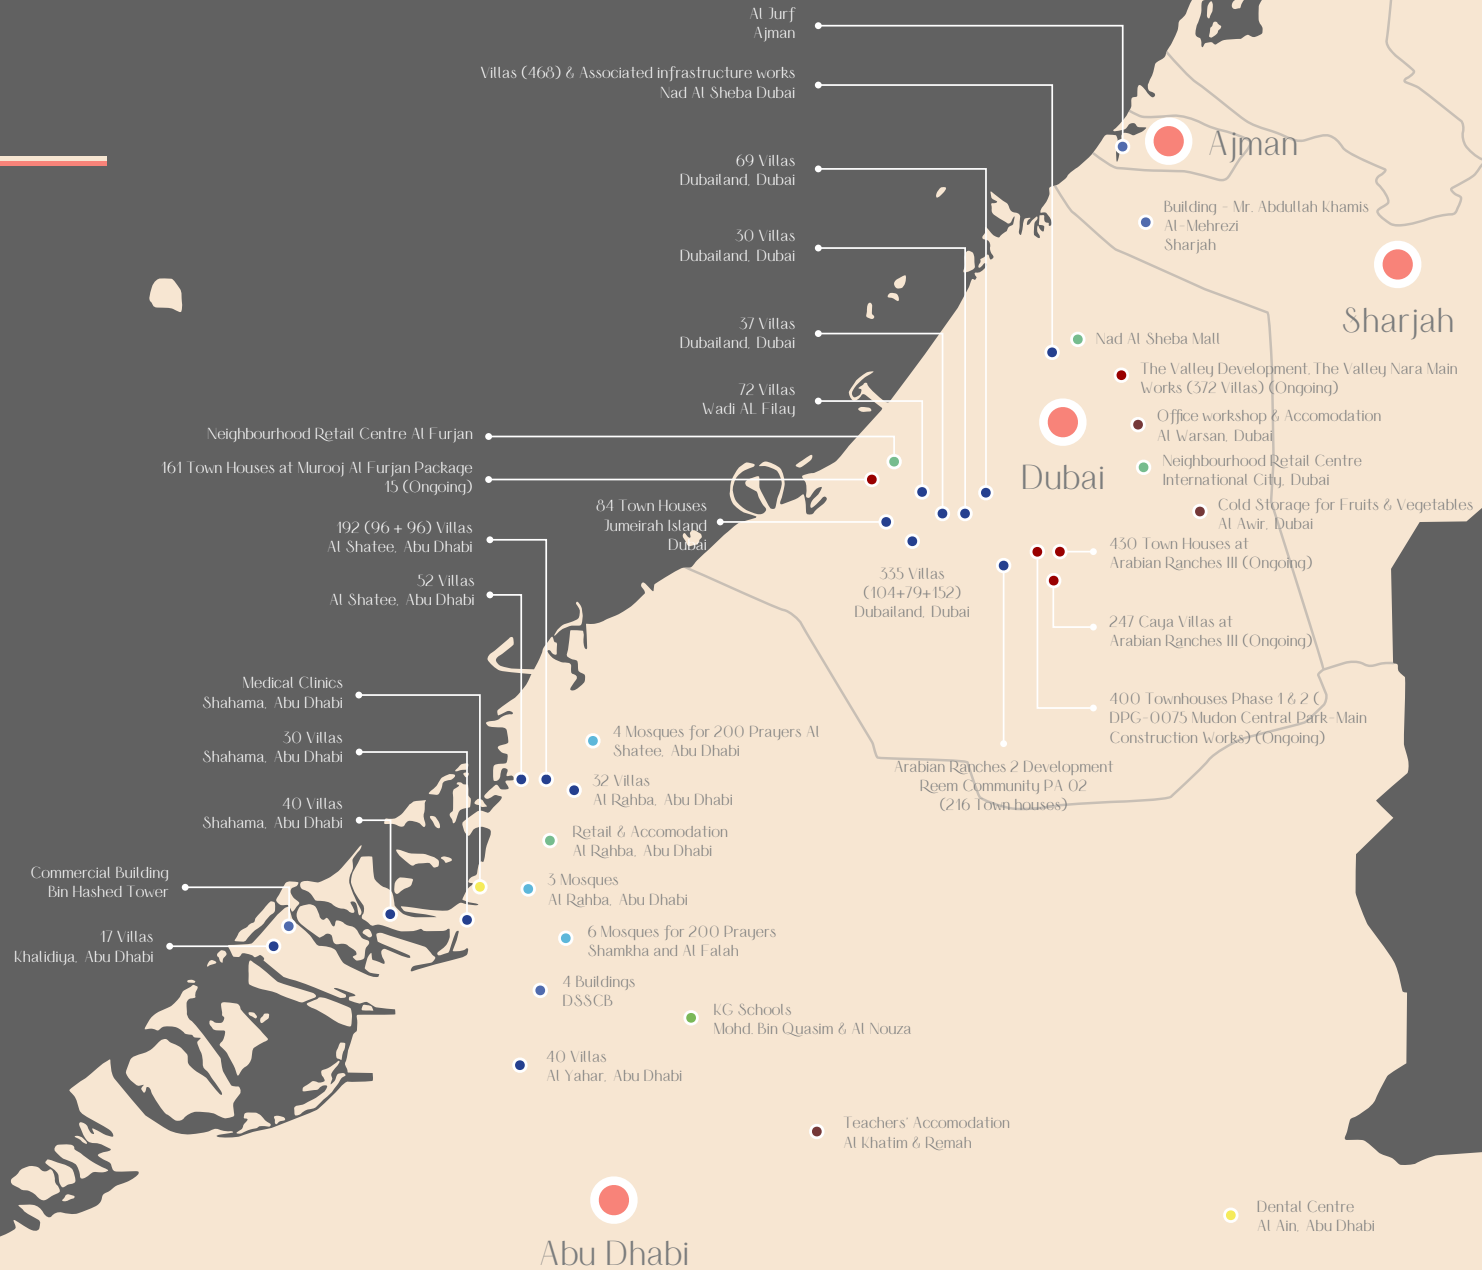 Al Jurf
Ajman
Villas (468) & Associated infrastructure works
Nad Al Sheba Dubai
69 Villas
Dubailand, Dubai
30 Villas
Dubailand, Dubai
37 Villas
Dubailand, Dubai
72 Villas
Wadi AL Filay
Neighbourhood Retail Centre Al Furjan
161 Town Houses at Murooj Al Furjan Package
15 (Ongoing)
84 Town Houses
Jumeirah Island
Dubai
192 (96 + 96) Villas
Al Shatee, Abu Dhabi
52 Villas
Al Shatee, Abu Dhabi
Medical Clinics
Shahama, Abu Dhabi
30 Villas
Shahama, Abu Dhabi
40 Villas
Shahama, Abu Dhabi
Commercial Building
Bin Hashed Tower
17 Villas
Khalidiya, Abu Dhabi
Ajman
Building - Mr. Abdullah Khamis
Al-Mehrezi
Sharjah
Sharjah
Nad Al Sheba Mall
The Valley Development, The Valley Nara Main
Works (372 Villas) (Ongoing)
Office workshop & Accomodation
Al Warsan, Dubai
Dubai
Neighbourhood Retail Centre
International City, Dubai
Cold Storage for Fruits & Vegetables
Al Awir, Dubai
430 Town Houses at
Arabian Ranches III (Ongoing)
335 Villas
(104+79+152)
Dubailand, Dubai
247 Caya Villas at
Arabian Ranches III (Ongoing)
400 Townhouses Phase 1 & 2 (
DPG-0075 Mudon Central Park-Main
Construction Works) (Ongoing)
Arabian Ranches 2 Development
Reem Community PA 02
(216 Town houses)
4 Mosques for 200 Prayers Al
Shatee, Abu Dhabi
32 Villas
Al Rahba, Abu Dhabi
Retail & Accomodation
Al Rahba, Abu Dhabi
3 Mosques
Al Rahba, Abu Dhabi
6 Mosques for 200 Prayers
Shamkha and Al Falah
4 Buildings
DSSCB
KG Schools
Mohd. Bin Quasim & Al Nouza
40 Villas
Al Yahar, Abu Dhabi
Teachers' Accomodation
Al Khatim & Remah
Dental Centre
Al Ain, Abu Dhabi
Abu Dhabi